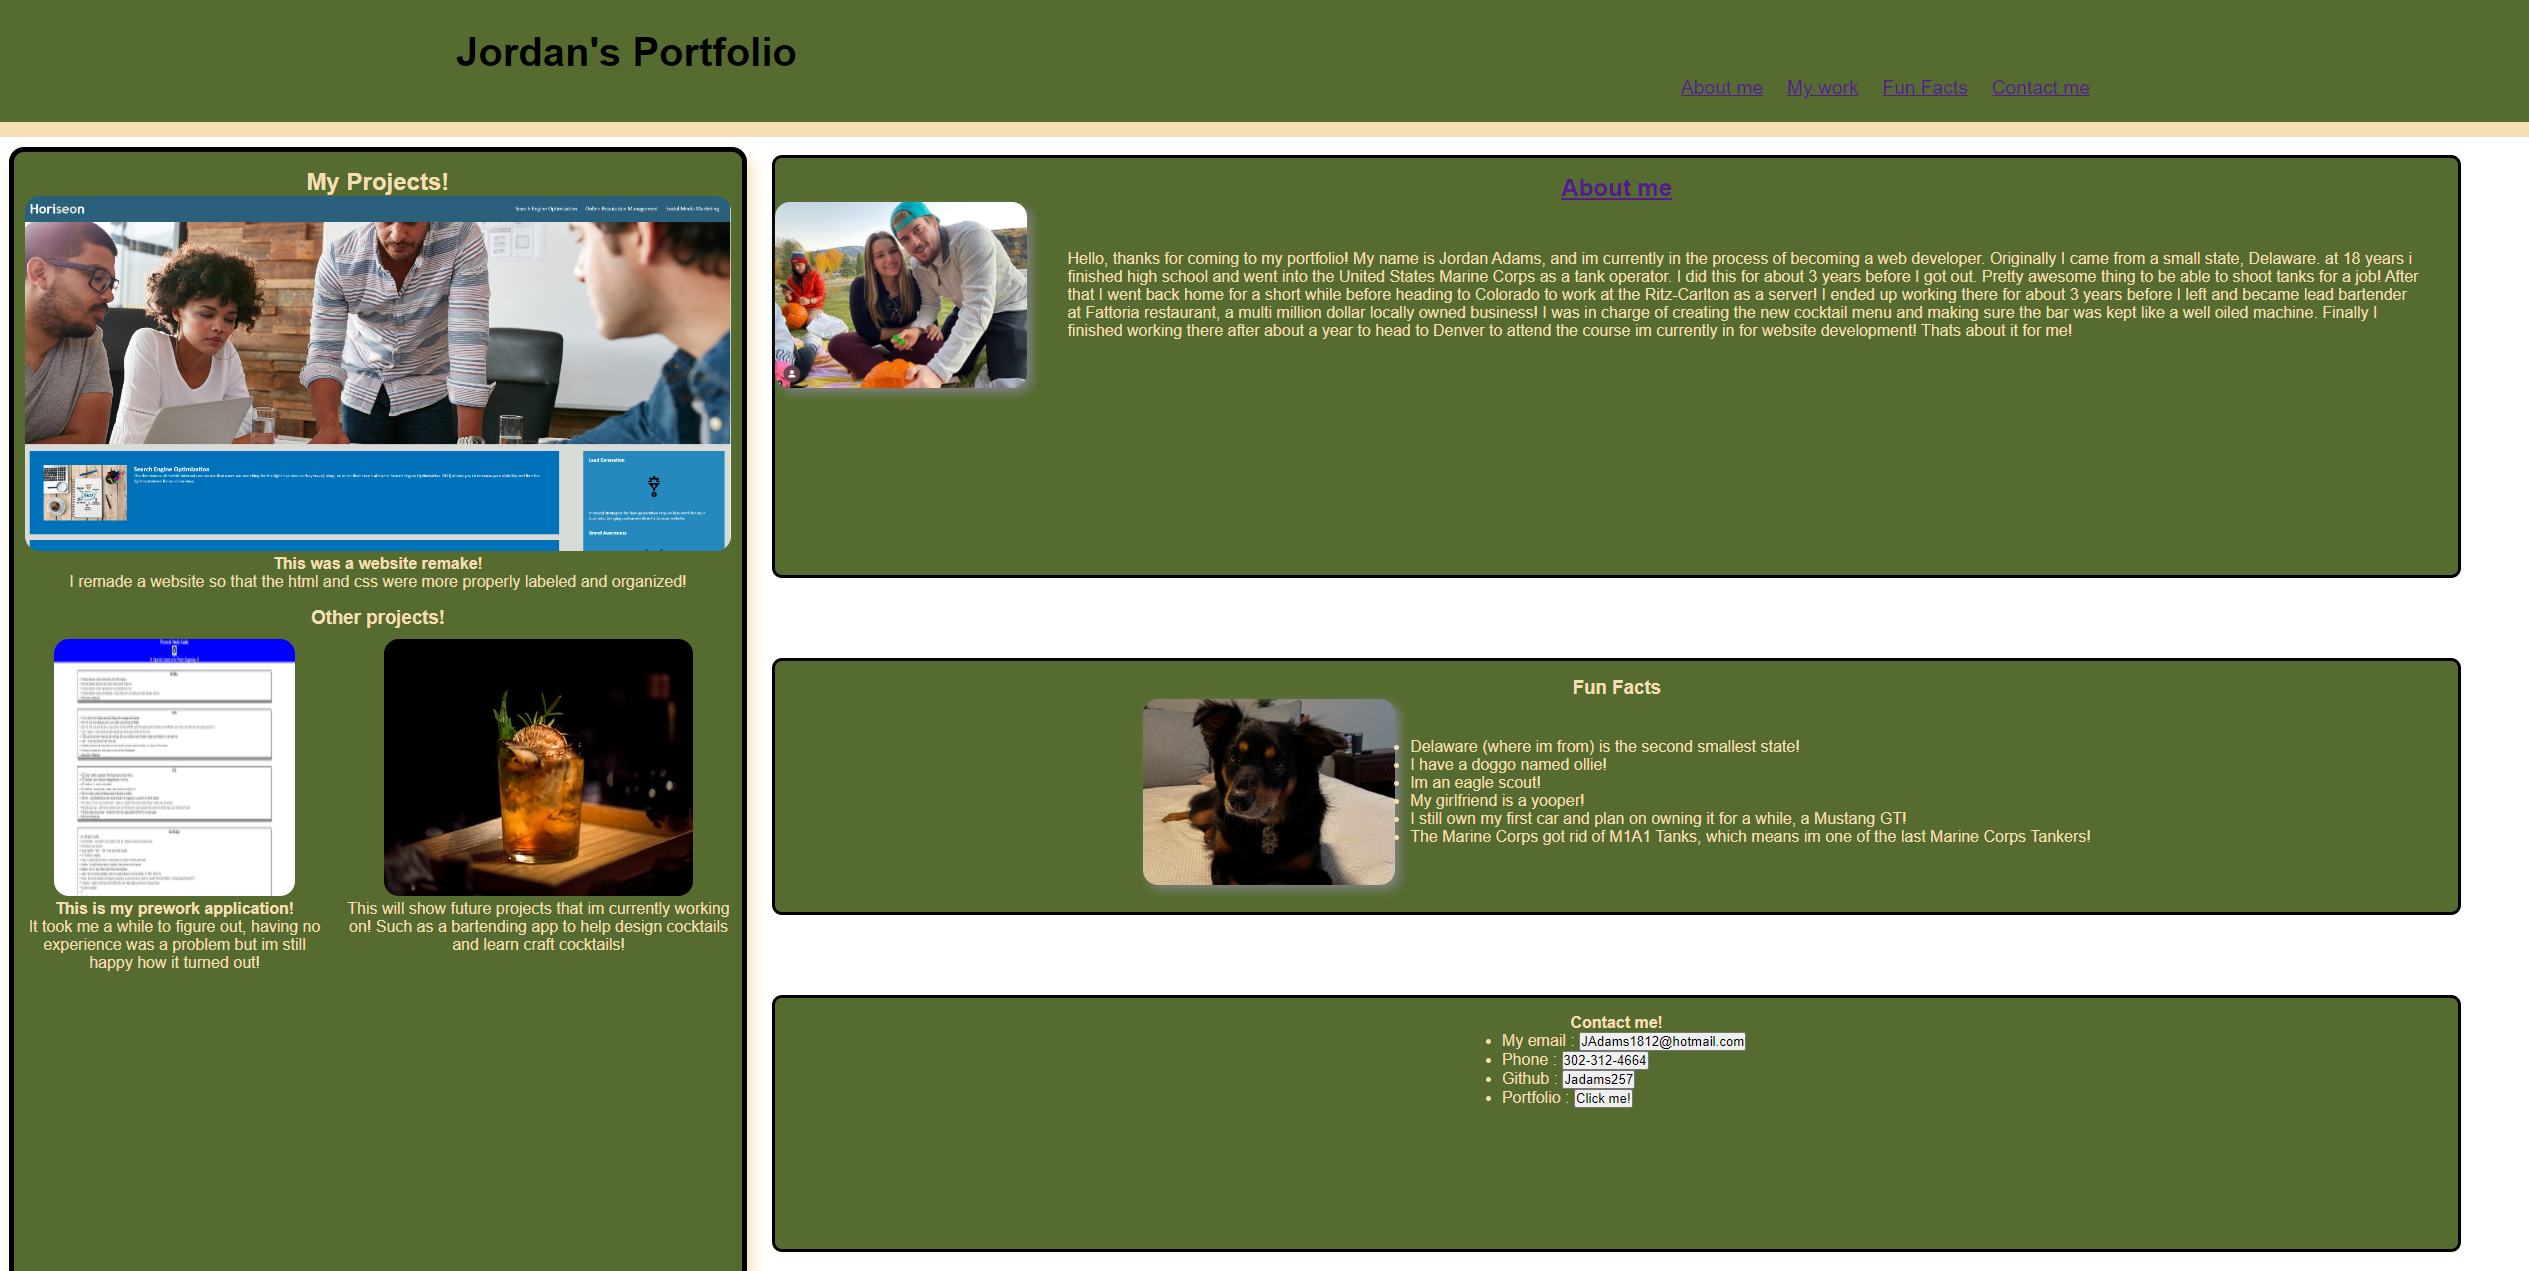 Jordan's Portfolio
About me
My work
Fun Facts
Contact me
My Projects!
Horiseon
Search Engine Optimization
Online Reputation Management
Social Media Marketing
Search Engine Optimization
Lead Generation
Brand Awareness
This was a website remake!
I remade a website so that the html and css were more properly labeled and organized!
Other projects!
This is my prework application!
It took me a while to figure out, having no
experience was a problem but im still
happy how it turned out!
This will show future projects that im currently working
on! Such as a bartending app to help design cocktails
and learn craft cocktails!
About me
Hello, thanks for coming to my portfolio! My name is Jordan Adams, and im currently in the process of becoming a web developer. Originally I came from a small state, Delaware. at 18 years i
finished high school and went into the United States Marine Corps as a tank operator. I did this for about 3 years before I got out. Pretty awesome thing to be able to shoot tanks for a job! After
that I went back home for a short while before heading to Colorado to work at the Ritz-Carlton as a server! I ended up working there for about 3 years before I left and became lead bartender
at Fattoria restaurant, a multi million dollar locally owned business! I was in charge of creating the new cocktail menu and making sure the bar was kept like a well oiled machine. Finally I
finished working there after about a year to head to Denver to attend the course im currently in for website development! Thats about it for me!
Fun Facts
Delaware (where im from) is the second smallest state!
I have a doggo named ollie!
Im an eagle scout!
My girlfriend is a yooper!
I still own my first car and plan on owning it for a while, a Mustang GT!
The Marine Corps got rid of M1A1 Tanks, which means im one of the last Marine Corps Tankers!
Contact me!
My email : JAdams1812@hotmail.com
Phone : 302-312-4664
Github : Jadams257
Portfolio : Click me!